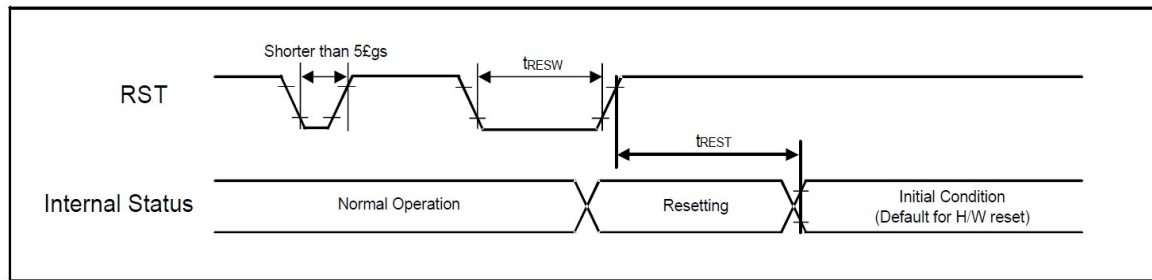 Shorter than 5£gs
tRESW
RST
tREST
Internal Status
Normal Operation
Resetting
Initial Condition
(Default for H/W reset)